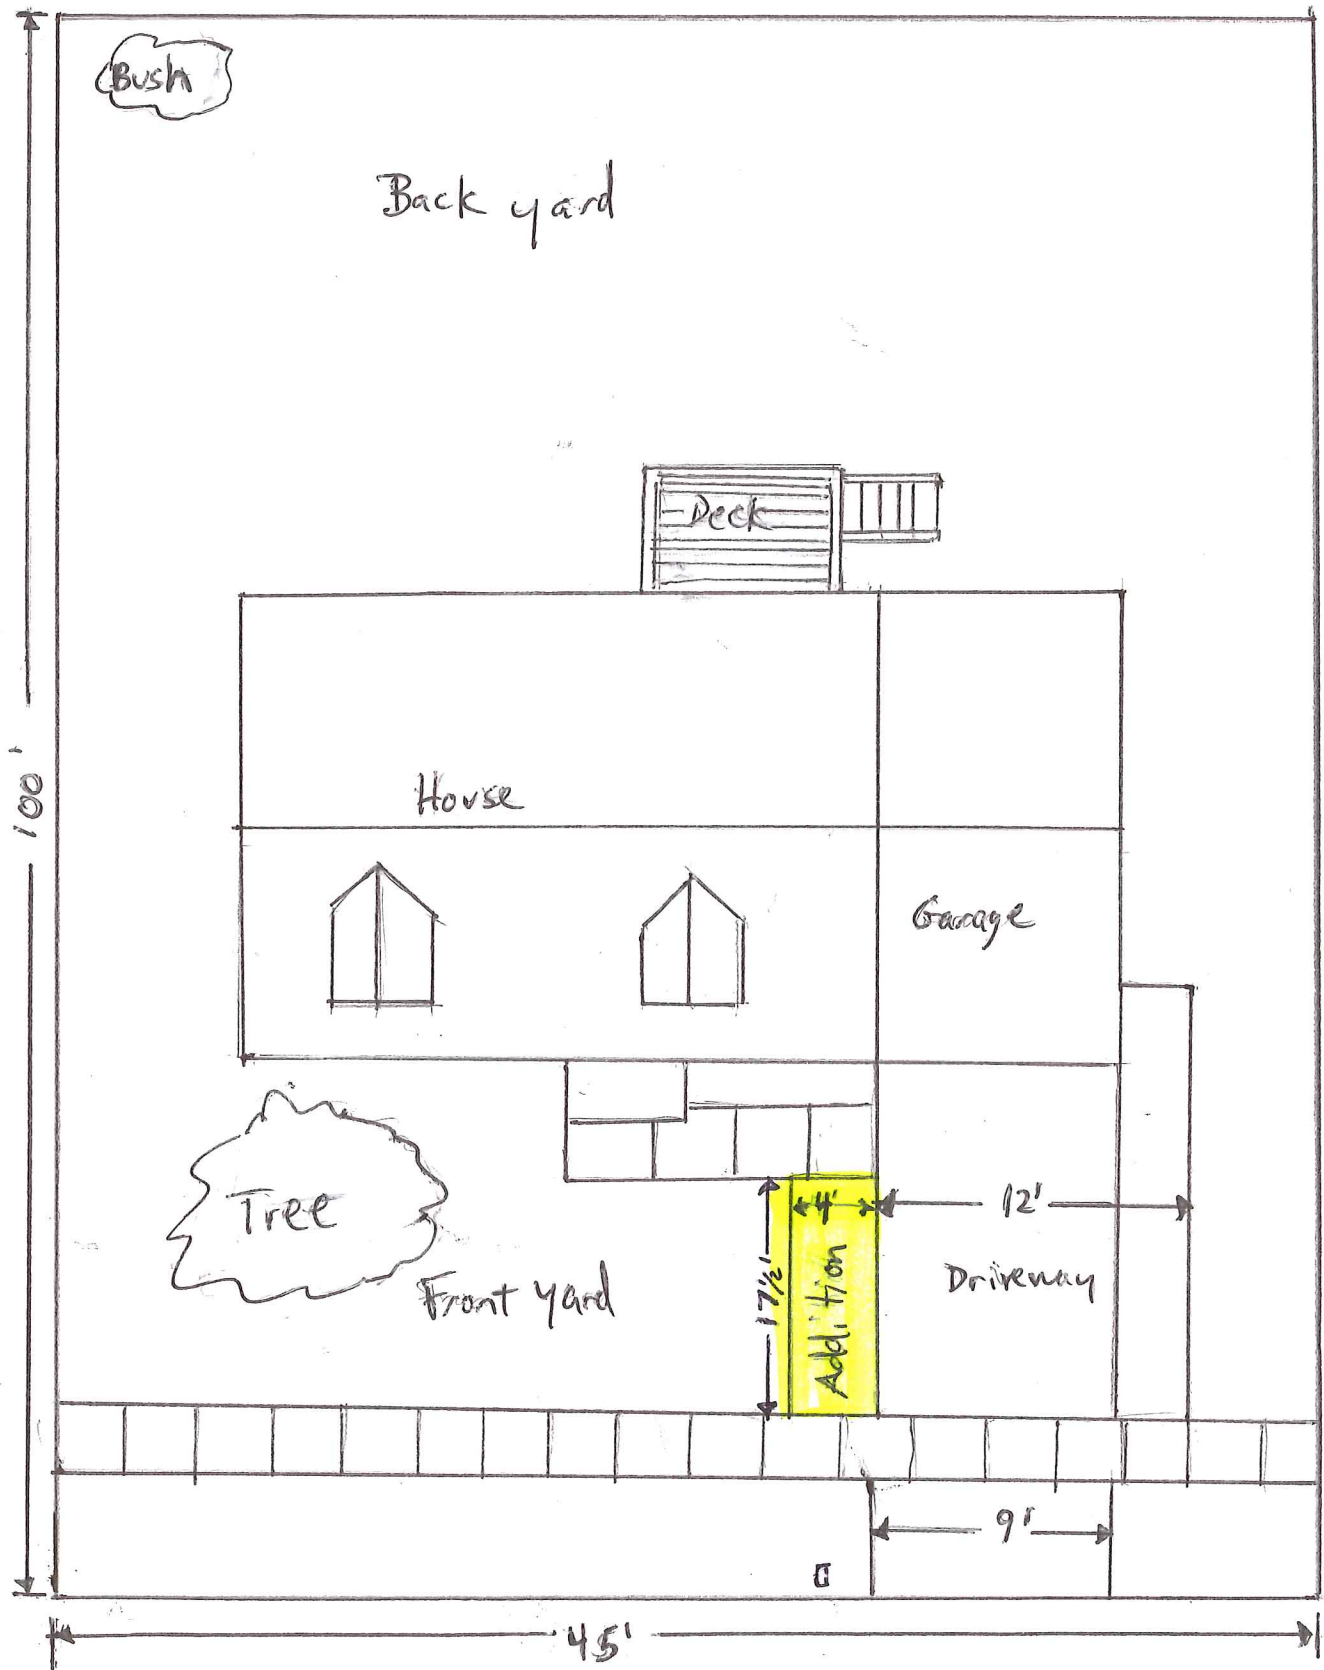 Bush
Back yard
Deck
100'
House
Garage
Tree
4'
12'
17½'
Addition
Driveway
Front yard
9'
45'